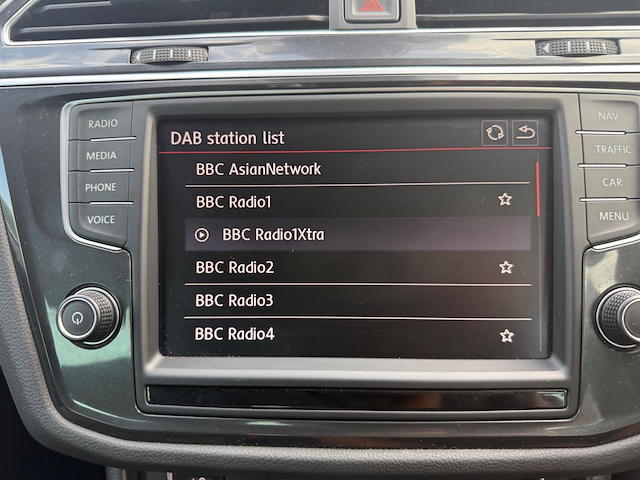 RADIO
MEDIA
PHONE
VOICE
DAB station list
BBC AsianNetwork
BBC Radio1
BBC Radio1Xtra
BBC Radio2
BBC Radio3
BBC Radio4
NAV
TRAFFIC
CAR
MENU